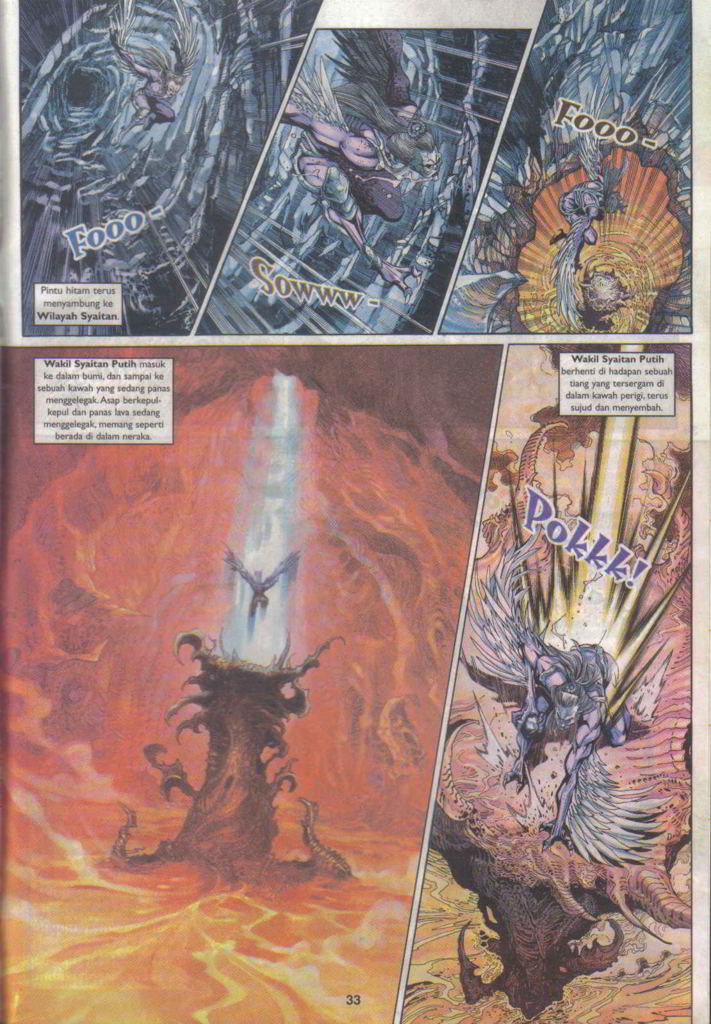 Fooo -
Pintu hitam terus
menyambung ke
Wilayah Syaitan.
Sowww -
Fooo -
Wakil Syaitan Putih masuk
ke dalam bumi, dan sampai ke
sebuah kawah yang sedang panas
menggelegak. Asap berkepul-
kepul dan panas lava sedang
menggelegak, memang seperti
berada di dalam neraka.
Wakil Syaitan Putih
berhenti di hadapan sebuah
tiang yang tersergam di
dalam kawah perigi, terus
sujud dan menyembah.
Pokkk!
33